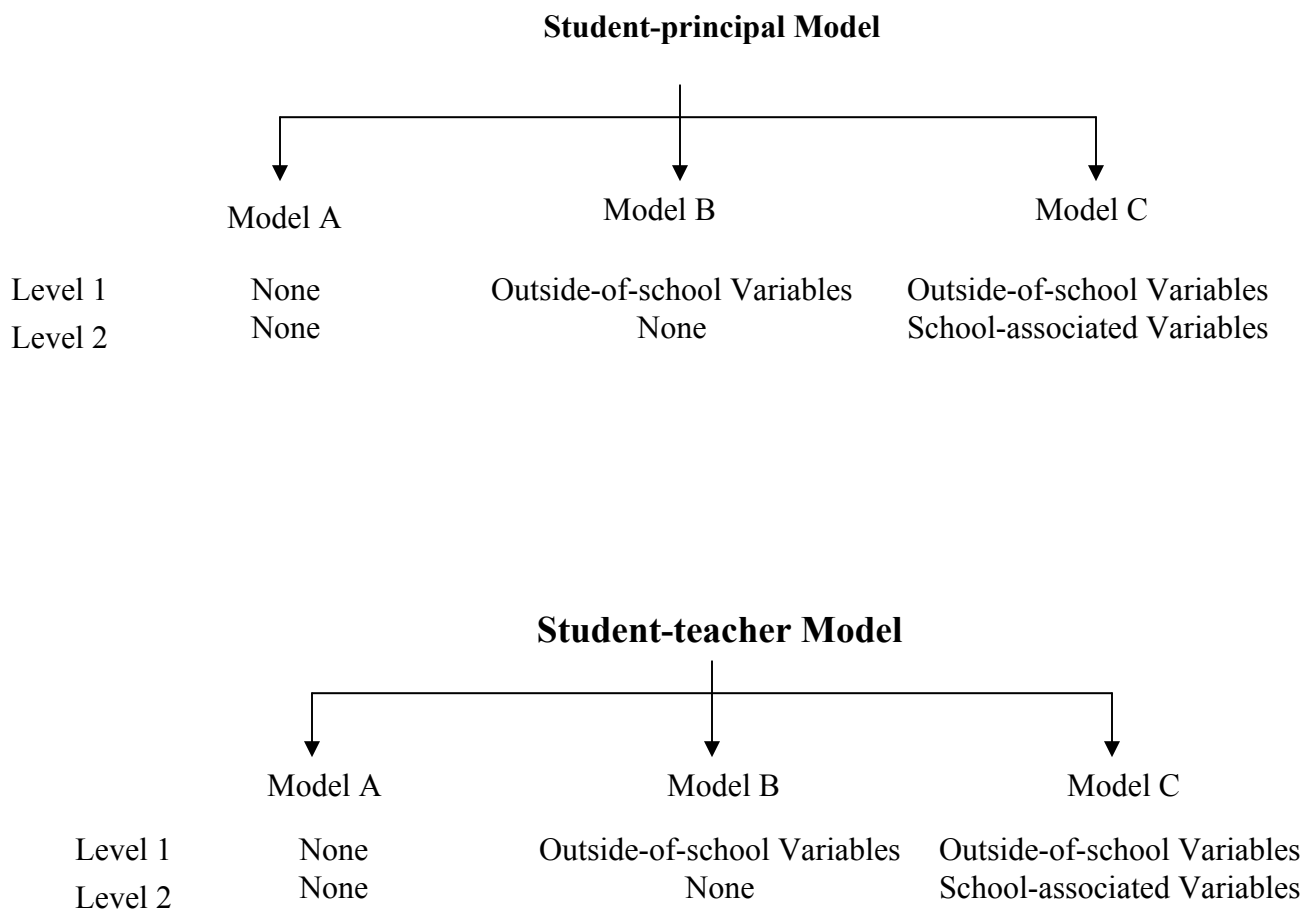 Student-principal Model
Model A Model B Model C
Level 1 None Outside-of-school Variables Outside-of-school Variables
Level 2 None None School-associated Variables
Student-teacher Model
Model A Model B Model C
Level 1 None Outside-of-school Variables Outside-of-school Variables
Level 2 None None School-associated Variables